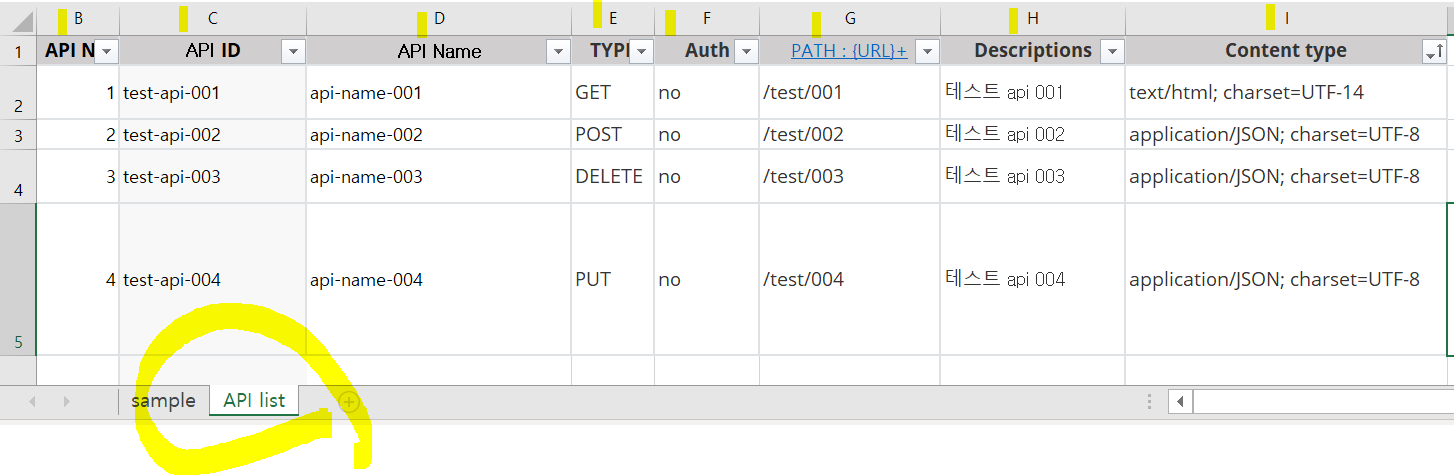 B C D E F G H I
1 API N API ID API Name TYPI Auth PATH : {URL}+ Descriptions Content type
2 1 test-api-001 api-name-001 GET no /test/001 테스트 api 001 text/html; charset=UTF-14
3 2 test-api-002 api-name-002 POST no /test/002 테스트 api 002 application/JSON; charset=UTF-8
4 3 test-api-003 api-name-003 DELETE no /test/003 테스트 api 003 application/JSON; charset=UTF-8
5 4 test-api-004 api-name-004 PUT no /test/004 테스트 api 004 application/JSON; charset=UTF-8
sample API list